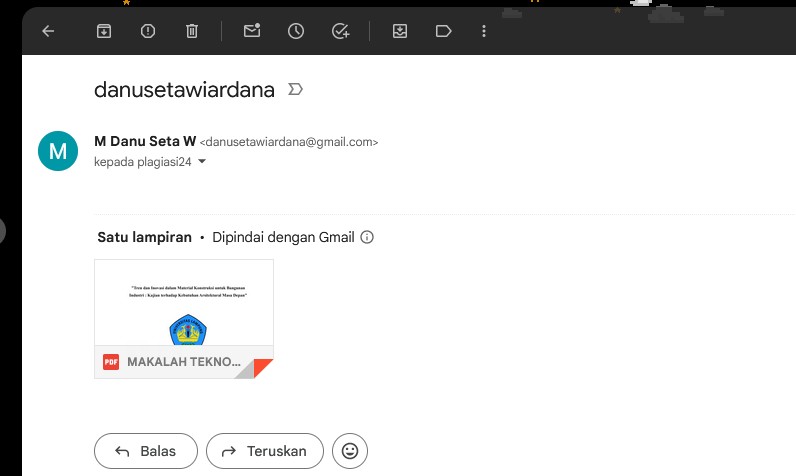 danusetawiardana
M Danu Seta W <danusetawiardana@gmail.com>
kepada plagiasi24
Satu lampiran • Dipindai dengan Gmail
"Tren dan Inovasi dalam Material Konstruksi untuk Bangunan
Industri : Kajian terhadap Kebutuhan Arsitektural Masa Depan"
PDF MAKALAH TEKNO...
Balas Teruskan
M